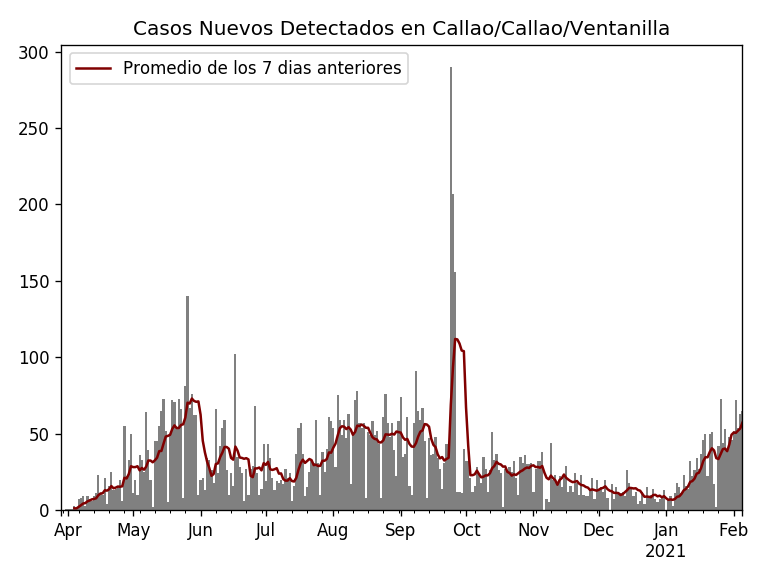 Casos Nuevos Detectados en Callao/Callao/Ventanilla
300
250
200
150
100
50
0
Promedio de los 7 dias anteriores
Apr May Jun Jul Aug Sep Oct Nov Dec Jan Feb
2021